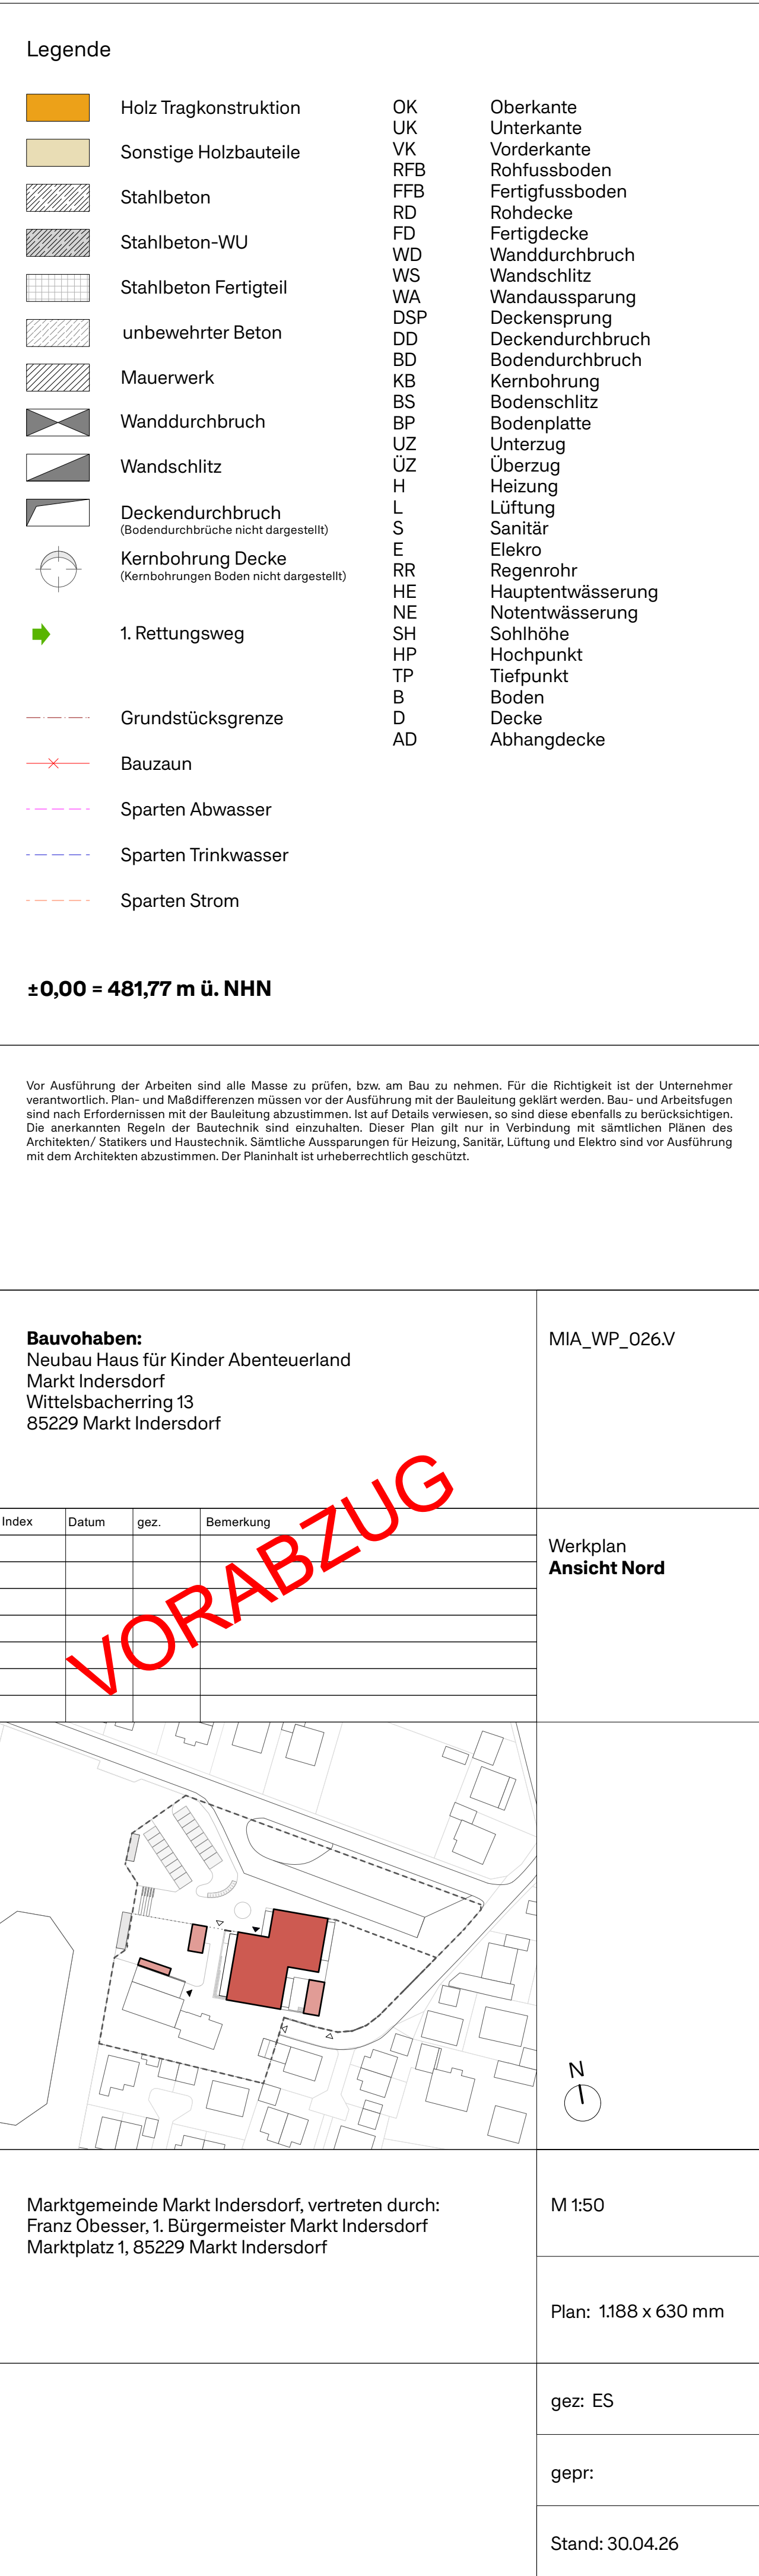 Legende
Holz Tragkonstruktion
Sonstige Holzbauteile
Stahlbeton
Stahlbeton-WU
Stahlbeton Fertigteil
unbewehrter Beton
Mauerwerk
Wanddurchbruch
Wandschlitz
Deckendurchbruch
(Bodendurchbrüche nicht dargestellt)
Kernbohrung Decke
(Kernbohrungen Boden nicht dargestellt)
1. Rettungsweg
Grundstücksgrenze
Bauzaun
Sparten Abwasser
Sparten Trinkwasser
Sparten Strom
OK Oberkante
UK Unterkante
VK Vorderkante
RFB Rohfussboden
FFB Fertigfussboden
RD Rohdecke
FD Fertigdecke
WD Wanddurchbruch
WS Wandschlitz
WA Wandaussparung
DSP Deckensprung
DD Deckendurchbruch
BD Bodendurchbruch
KB Kernbohrung
BS Bodenschlitz
BP Bodenplatte
UZ Unterzug
ÜZ Überzug
H Heizung
L Lüftung
S Sanitär
E Elekro
RR Regenrohr
HE Hauptentwässerung
NE Notentwässerung
SH Sohlhöhe
HP Hochpunkt
TP Tiefpunkt
B Boden
D Decke
AD Abhangdecke
±0,00 = 481,77 m ü. NHN
Vor Ausführung der Arbeiten sind alle Masse zu prüfen, bzw. am Bau zu nehmen. Für die Richtigkeit ist der Unternehmer
verantwortlich. Plan- und Maßdifferenzen müssen vor der Ausführung mit der Bauleitung geklärt werden. Bau- und Arbeitsfugen
sind nach Erfordernissen mit der Bauleitung abzustimmen. Ist auf Details verwiesen, so sind diese ebenfalls zu berücksichtigen.
Die anerkannten Regeln der Bautechnik sind einzuhalten. Dieser Plan gilt nur in Verbindung mit sämtlichen Plänen des
Architekten/ Statikers und Haustechnik. Sämtliche Aussparungen für Heizung, Sanitär, Lüftung und Elektro sind vor Ausführung
mit dem Architekten abzustimmen. Der Planinhalt ist urheberrechtlich geschützt.
Bauvohaben:
Neubau Haus für Kinder Abenteuerland
Markt Indersdorf
Wittelsbacherring 13
85229 Markt Indersdorf
MIA_WP_026.V
Index Datum gez. Bemerkung
VORABZUG
Werkplan
Ansicht Nord
N
Marktgemeinde Markt Indersdorf, vertreten durch:
Franz Obesser, 1. Bürgermeister Markt Indersdorf
Marktplatz 1, 85229 Markt Indersdorf
M 1:50
Plan: 1.188 x 630 mm
gez: ES
gepr:
Stand: 30.04.26